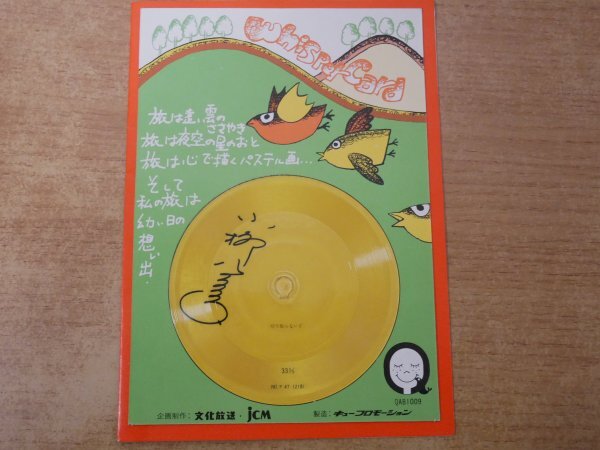 Whisper Card
旅は遠い雲の
ささやき
旅は夜空の星のおと
旅は心で描くパステル画...
そして
私の旅は
幼い日の
想い出.
33⅓
QAB1009
企画制作：文化放送・jCM
製造：キュープロモーション